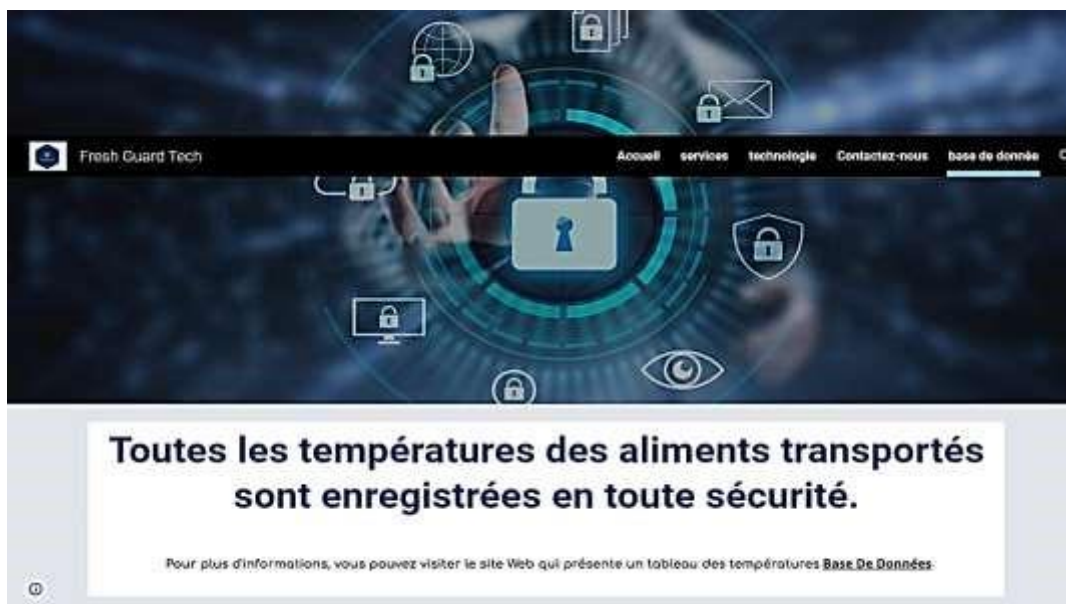 Fresh Guard Tech
Accueil services technologie Contactez-nous base de donnée
Toutes les températures des aliments transportés
sont enregistrées en toute sécurité.
Pour plus d'informations, vous pouvez visiter le site Web qui présente un tableau des températures Base De Données